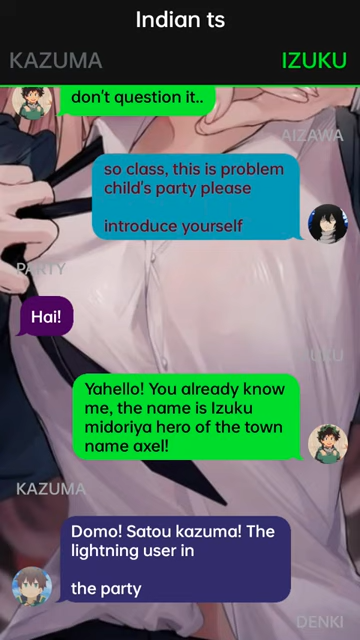 Indian ts
KAZUMA
IZUKU
don't question it..
AIZAWA
so class, this is problem
child's party please
introduce yourself
PARTY
Hai!
IZUKU
Yahello! You already know
me, the name is Izuku
midoriya hero of the town
name axel!
KAZUMA
Domo! Satou kazuma! The
lightning user in
the party
DENKI